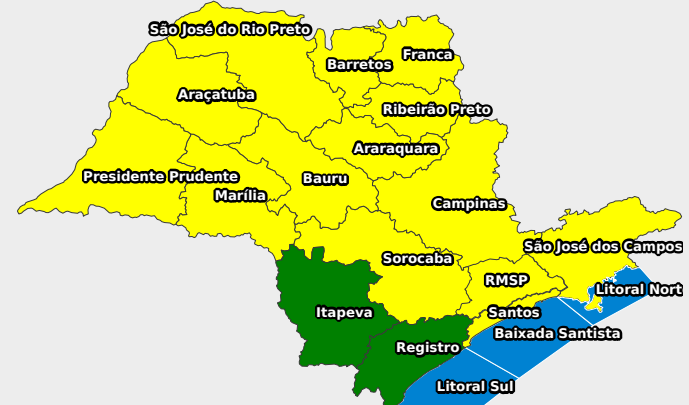 São José do Rio Preto
Franca
Barretos
Araçatuba
Ribeirão Preto
Araraquara
Presidente Prudente
Bauru
Marília
Campinas
São José dos Campos
Sorocaba
RMSP
Litoral Nort
Itapeva
Santos
Baixada Santista
Registro
Litoral Sul